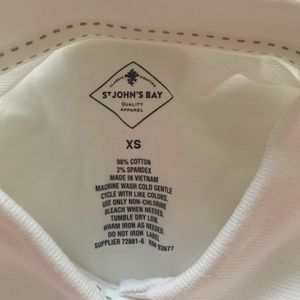 CLASSIC CRAFTED
ST JOHN'S BAY
QUALITY
APPAREL
XS
98% COTTON
2% SPANDEX
MADE IN VIETNAM
MACHINE WASH COLD GENTLE
CYCLE WITH LIKE COLORS.
USE ONLY NON-CHLORINE
BLEACH WHEN NEEDED.
TUMBLE DRY LOW.
WARM IRON AS NEEDED.
DO NOT IRON LABEL
SUPPLIER 72881-6 RN# 93677